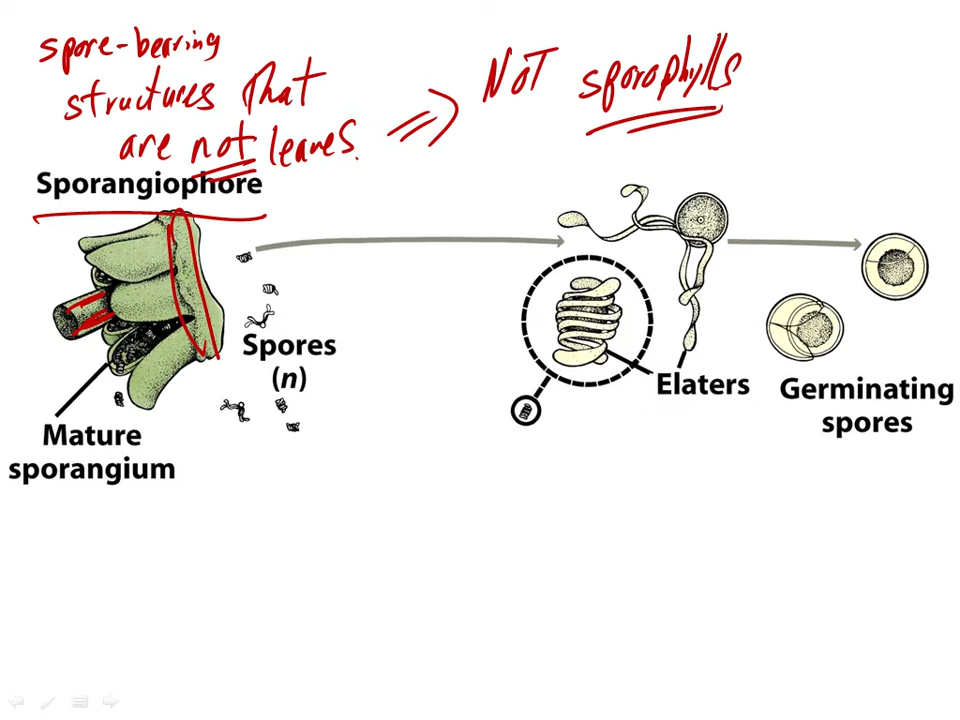 spore-bearing
structures That
are not leaves. ⇒ NOT sporophylls
Sporangiophore
Spores
(n)
Mature
sporangium
Elaters
Germinating
spores